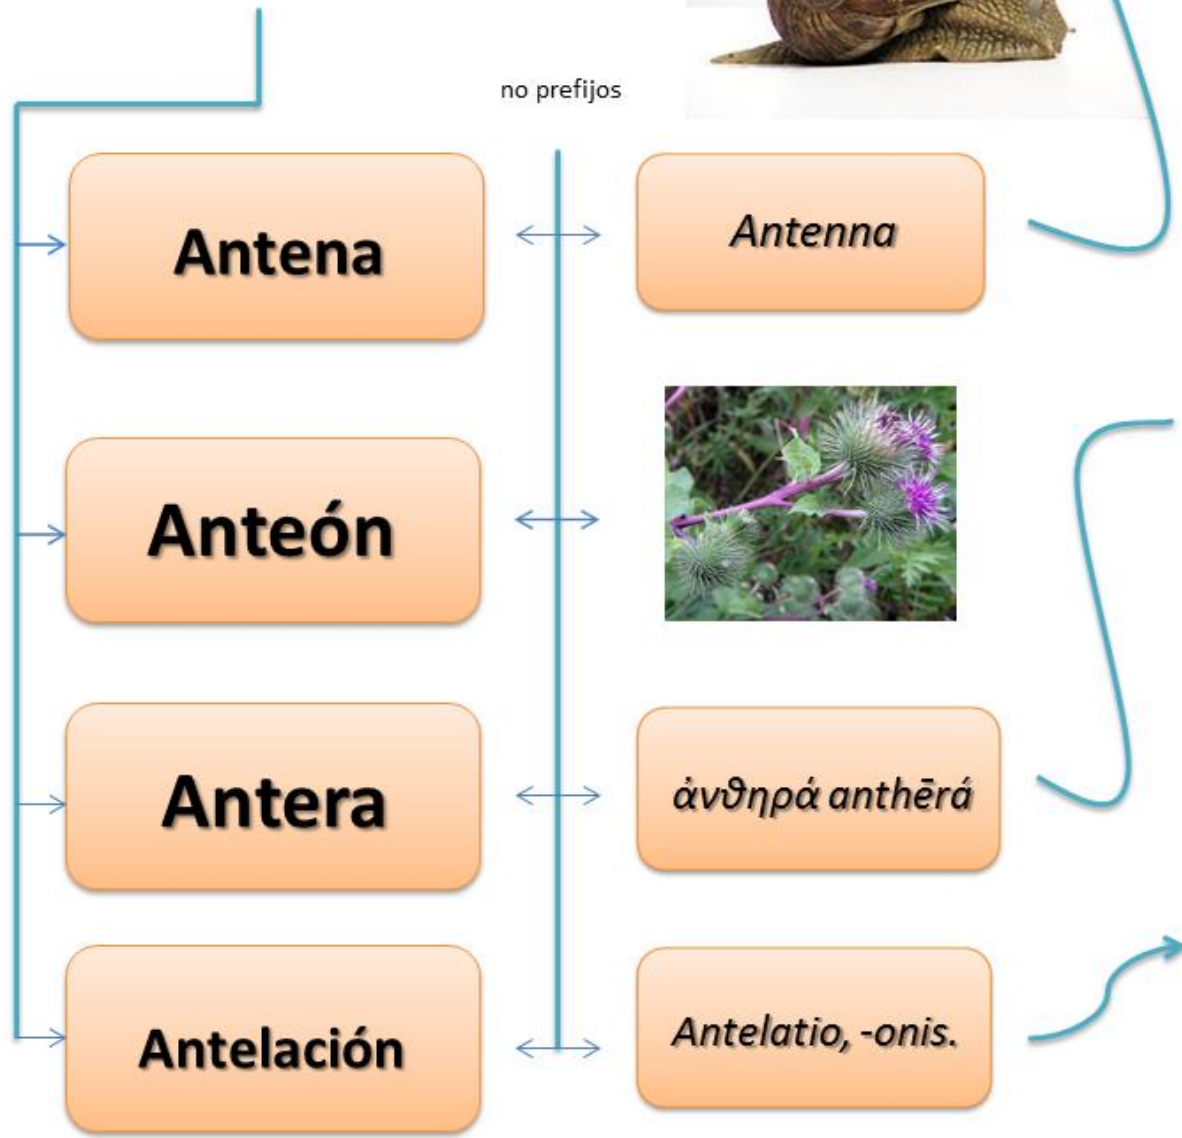 no prefijos
Antena
Antenna
Anteón
Antera
ἀνθηρά anthērá
Antelación
Antelatio, -onis.